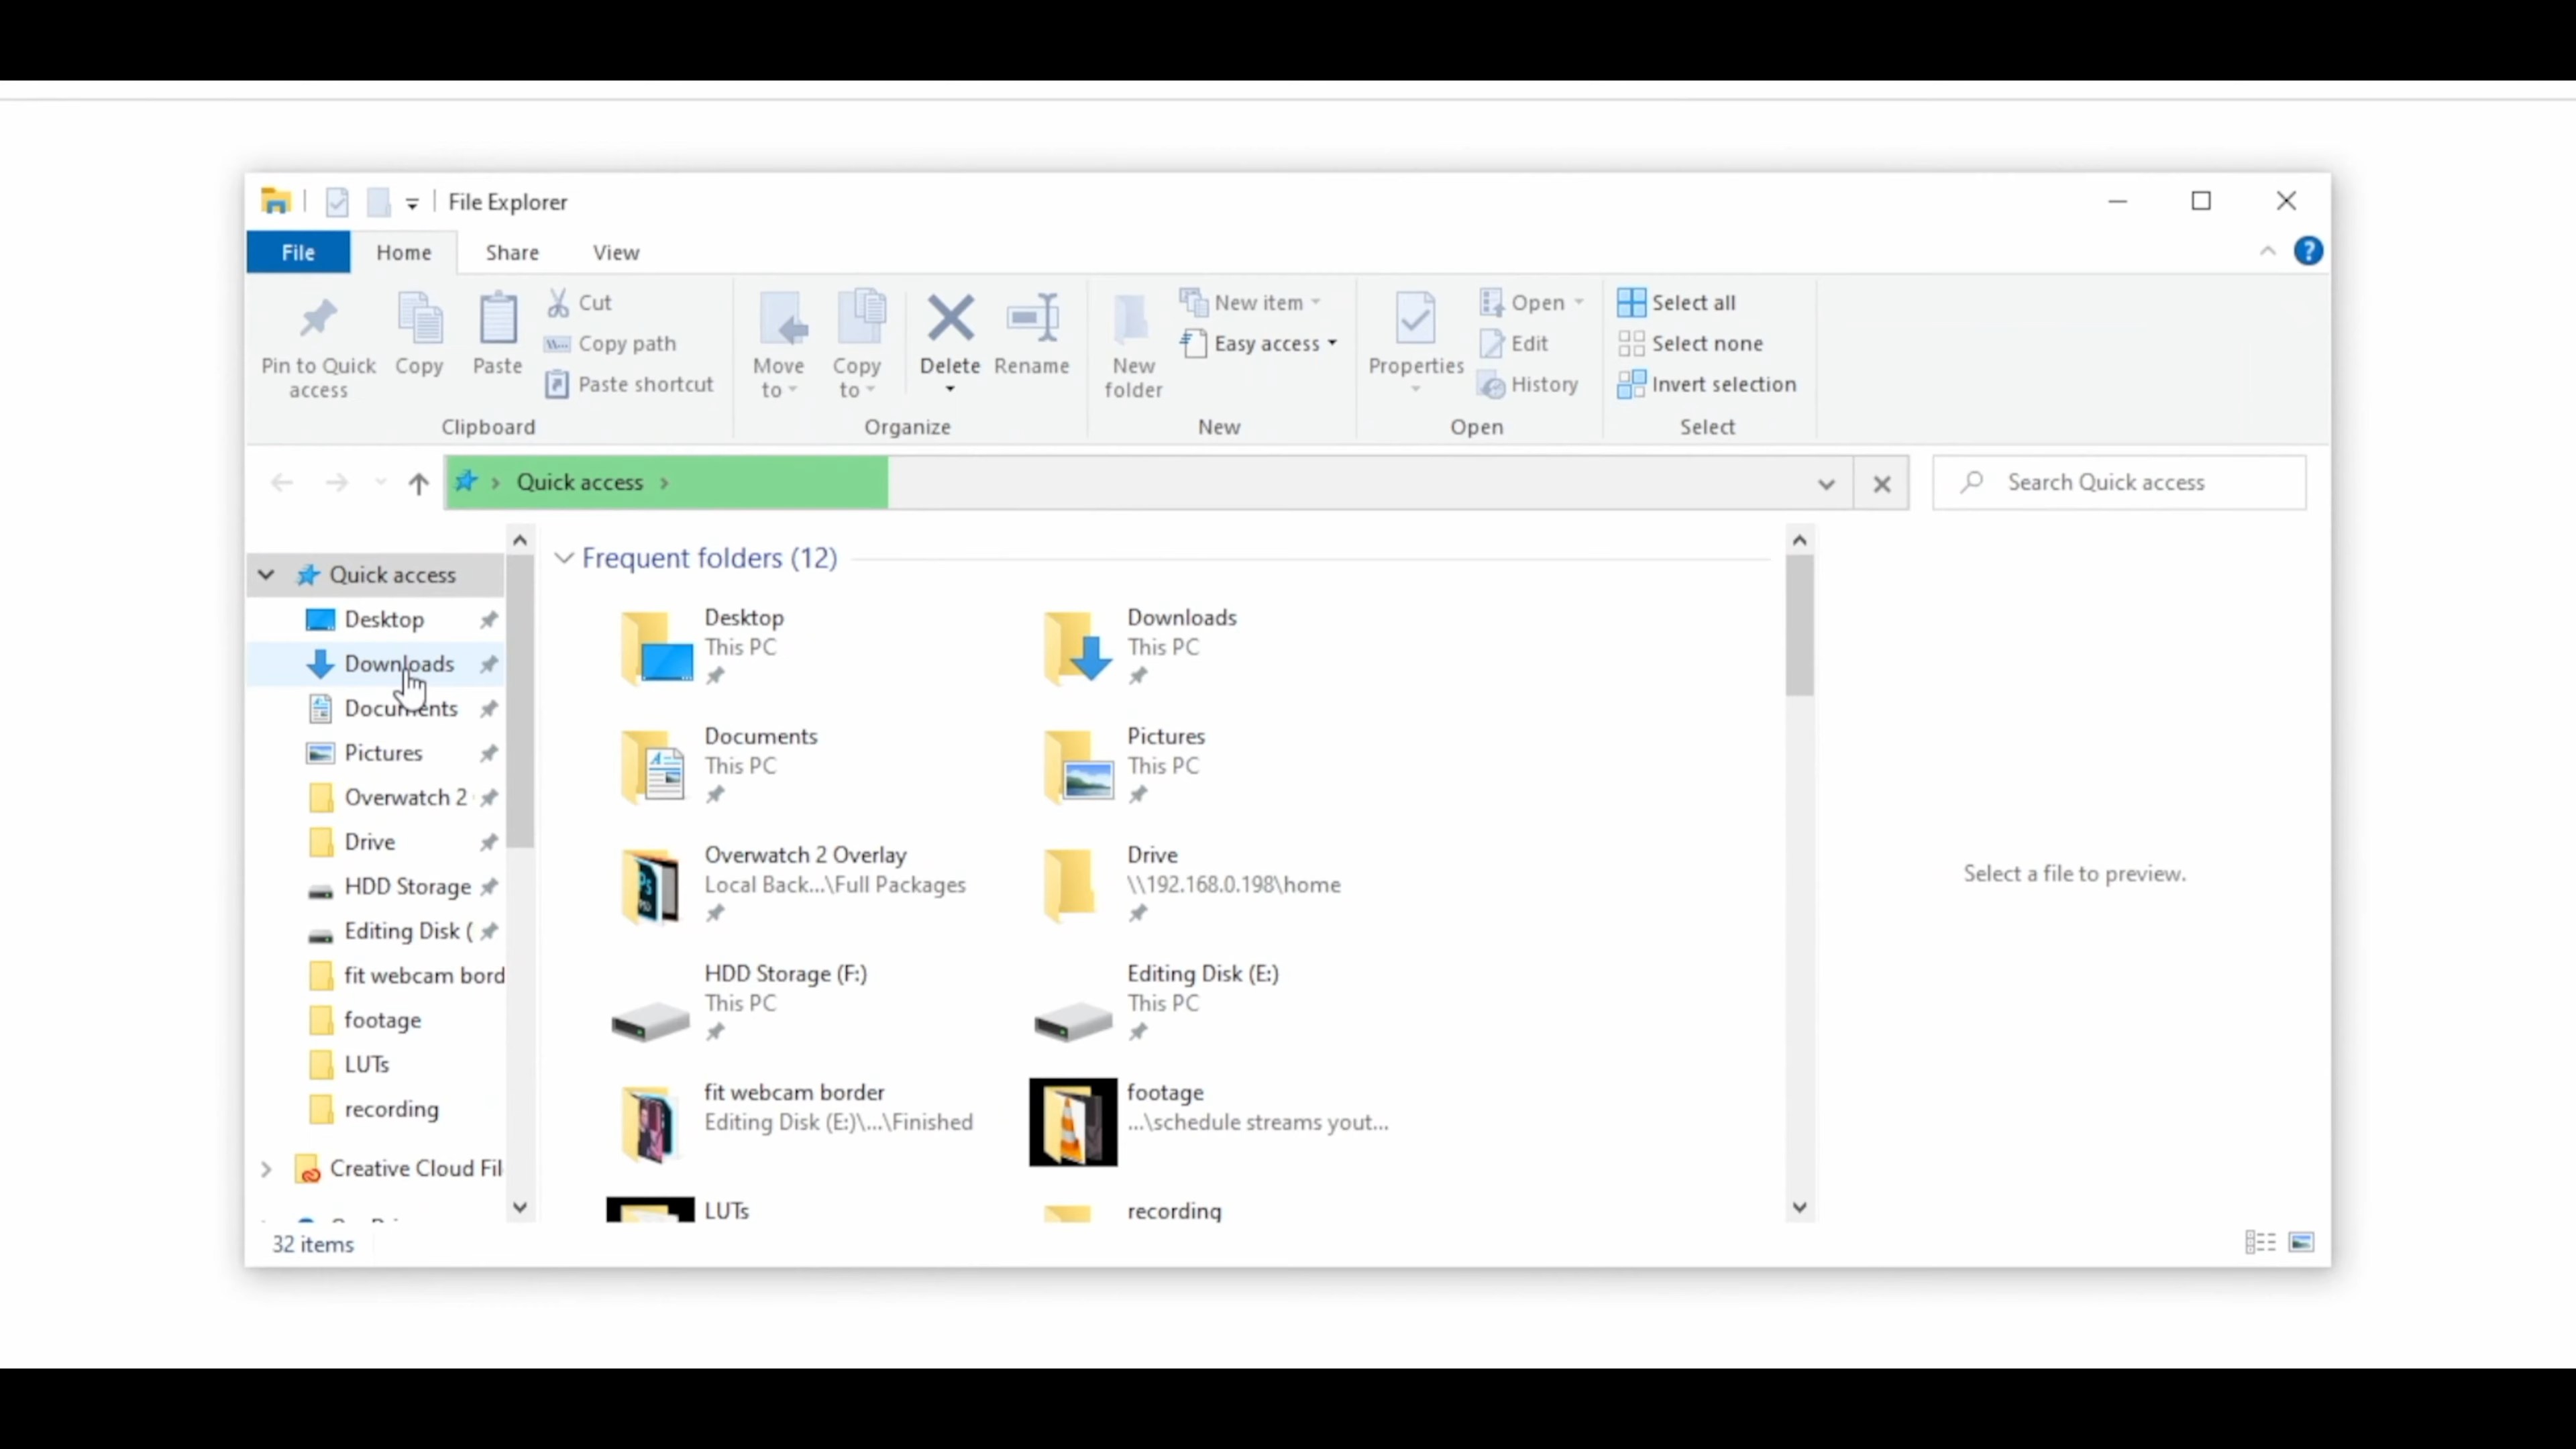 File Explorer
File Home Share View
Pin to Quick access
Copy
Paste
Cut
Copy path
Paste shortcut
Clipboard
Move to
Copy to
Delete
Rename
Organize
New folder
New item
Easy access
New
Properties
Open
Edit
History
Open
Select all
Select none
Invert selection
Select
Quick access
Search Quick access
Quick access
Desktop
Downloads
Documents
Pictures
Overwatch 2
Drive
HDD Storage
Editing Disk (
fit webcam bord
footage
LUTs
recording
Creative Cloud Fil
Frequent folders (12)
Desktop
This PC
Downloads
This PC
Documents
This PC
Pictures
This PC
Overwatch 2 Overlay
Local Back...\Full Packages
Drive
\\192.168.0.198\home
HDD Storage (F:)
This PC
Editing Disk (E:)
This PC
fit webcam border
Editing Disk (E:)\...\Finished
footage
...\schedule streams yout...
LUTs
recording
Select a file to preview.
32 items